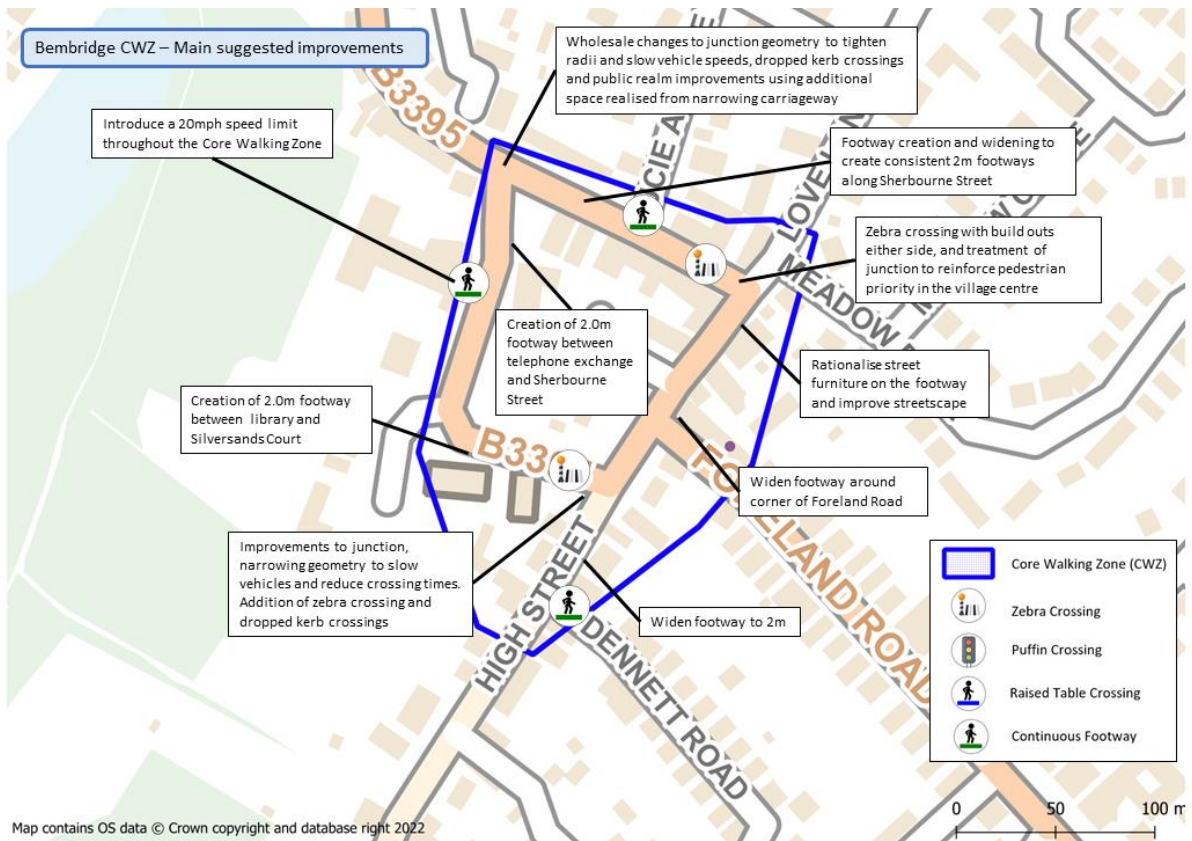 Bembridge CWZ – Main suggested improvements
Wholesale changes to junction geometry to tighten
radii and slow vehicle speeds, dropped kerb crossings
and public realm improvements using additional
space realised from narrowing carriageway
B3395
Introduce a 20mph speed limit
throughout the Core Walking Zone
Footway creation and widening to
create consistent 2m footways
along Sherbourne Street
Zebra crossing with build outs
either side, and treatment of
junction to reinforce pedestrian
priority in the village centre
MEADOW
Creation of 2.0m
footway between
telephone exchange
and Sherbourne
Street
Rationalise street
furniture on the footway
and improve streetscape
Creation of 2.0m footway
between library and
Silversands Court
B33
Widen footway around
corner of Foreland Road
FORELAND ROAD
Improvements to junction,
narrowing geometry to slow
vehicles and reduce crossing times.
Addition of zebra crossing and
dropped kerb crossings
HIGH STREET
Widen footway to 2m
DENNETT ROAD
Core Walking Zone (CWZ)
Zebra Crossing
Puffin Crossing
Raised Table Crossing
Continuous Footway
0 50 100 m
Map contains OS data © Crown copyright and database right 2022